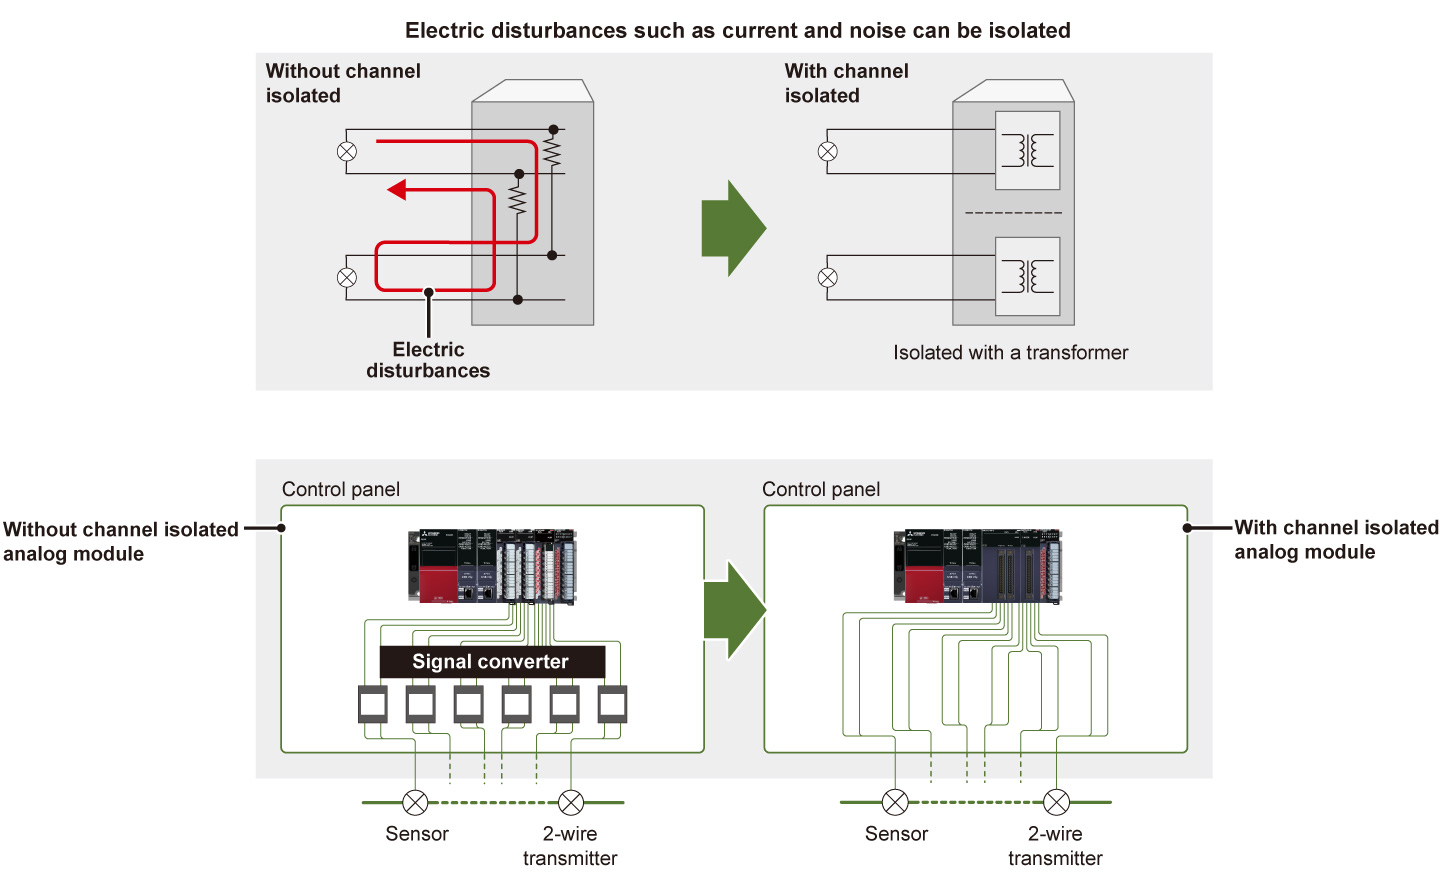 Electric disturbances such as current and noise can be isolated
Without channel
isolated
With channel
isolated
Electric
disturbances
Isolated with a transformer
Control panel
Control panel
Without channel isolated
analog module
With channel isolated
analog module
Signal converter
Sensor
2-wire
transmitter
Sensor
2-wire
transmitter